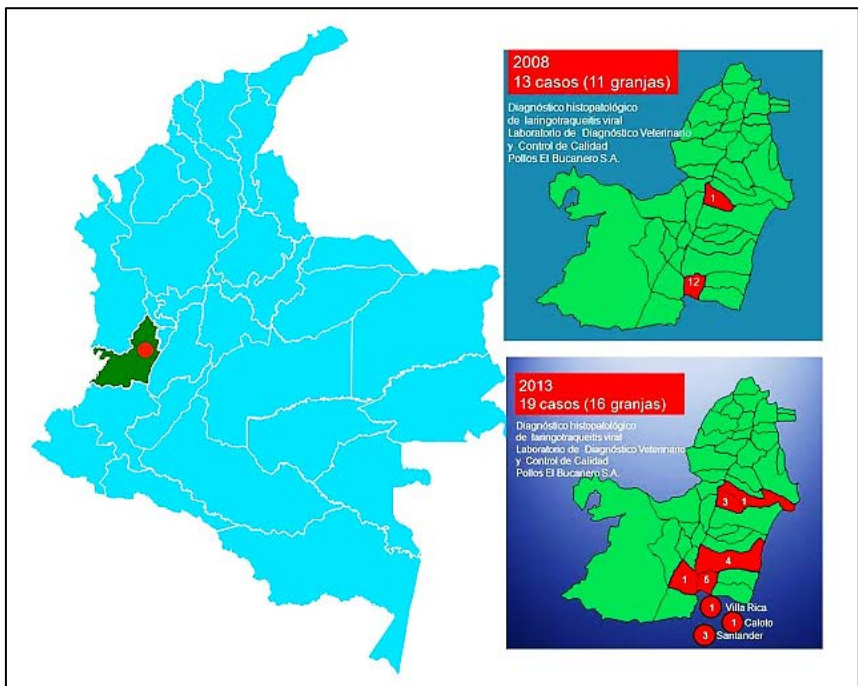 2008
13 casos (11 granjas)
Diagnóstico histopatológico
de laringotraqueitis viral
Laboratorio de Diagnóstico Veterinario
y Control de Calidad
Pollos El Bucanero S.A.
1
12
2013
19 casos (16 granjas)
Diagnóstico histopatológico
de laringotraqueitis viral
Laboratorio de Diagnóstico Veterinario
y Control de Calidad
Pollos El Bucanero S.A.
3 1
4
1
1 Villa Rica
1
3 Santander